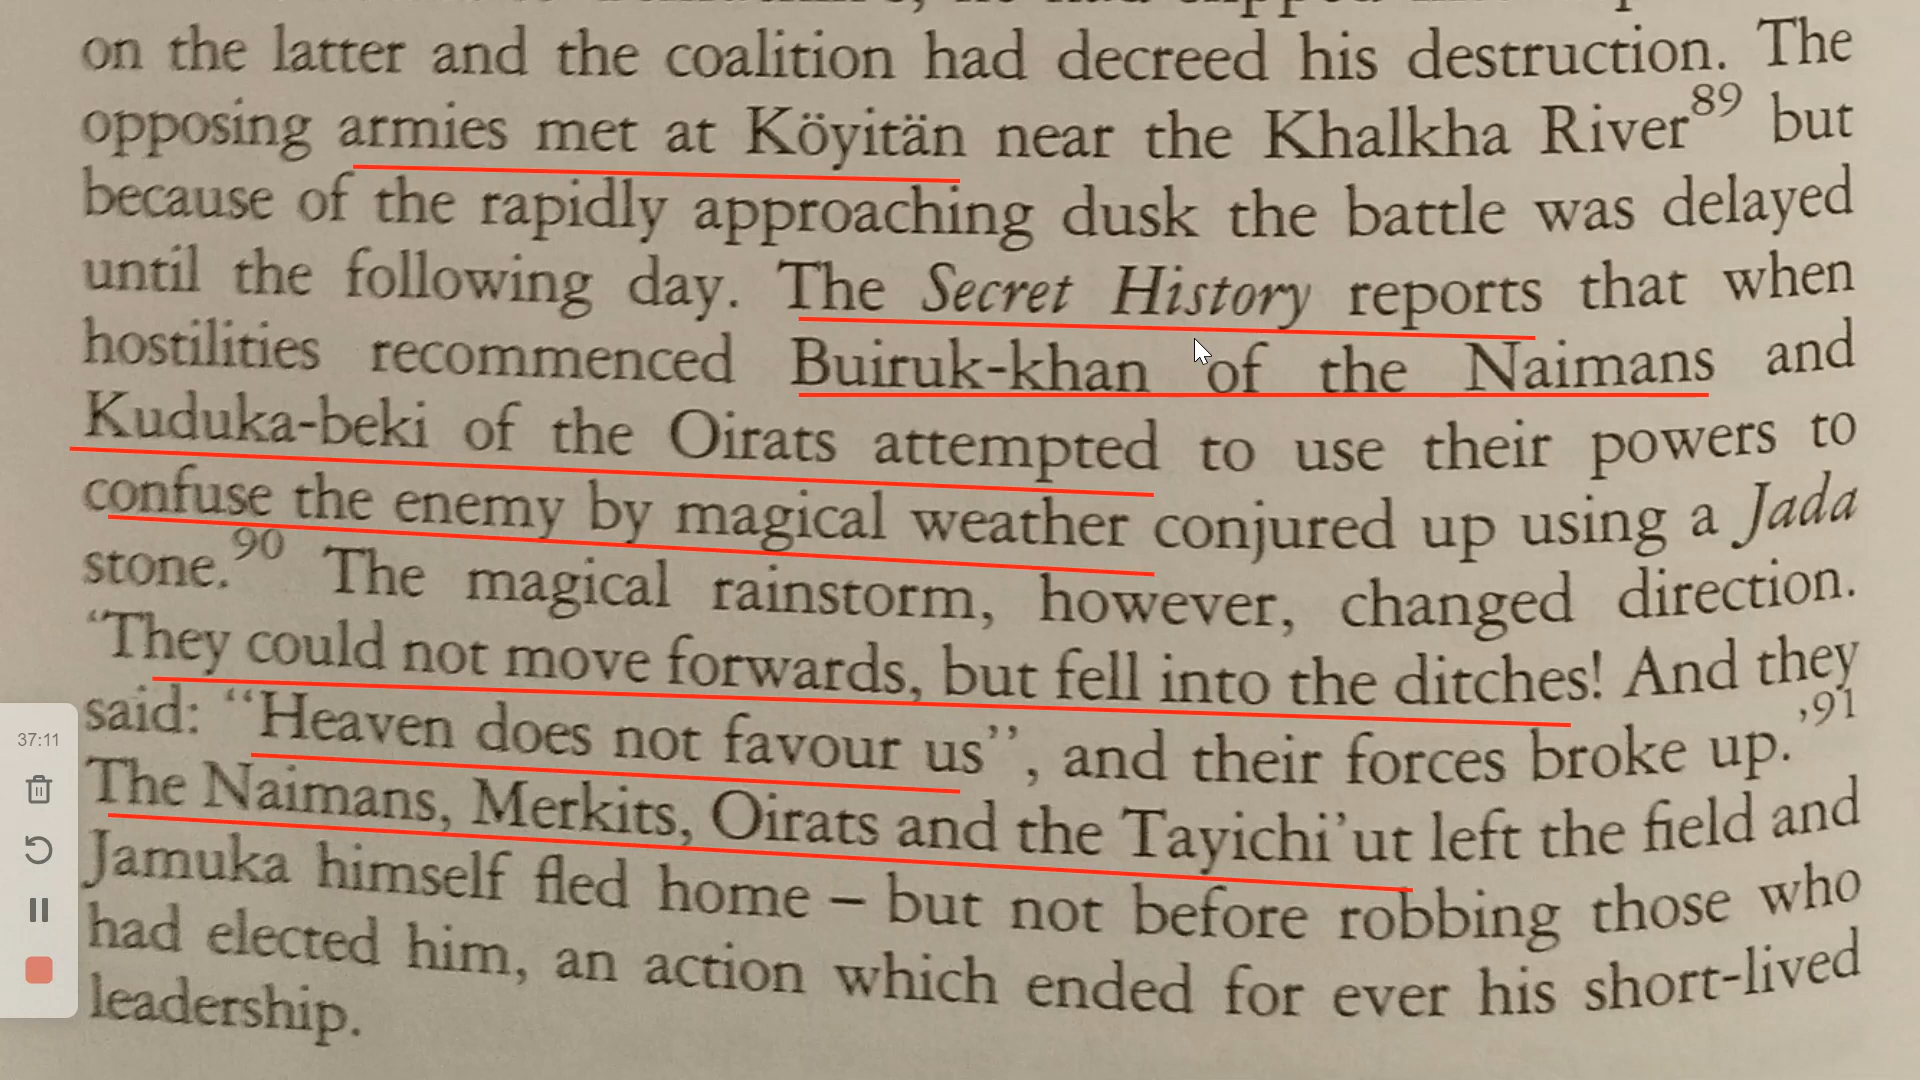 on the latter and the coalition had decreed his destruction. The
opposing armies met at Köyitän near the Khalkha River89 but
because of the rapidly approaching dusk the battle was delayed
until the following day. The Secret History reports that when
hostilities recommenced Buiruk-khan of the Naimans and
Kuduka-beki of the Oirats attempted to use their powers to
confuse the enemy by magical weather conjured up using a Jada
stone.90 The magical rainstorm, however, changed direction.
‘They could not move forwards, but fell into the ditches! And they
said: “Heaven does not favour us”, and their forces broke up.’91
The Naimans, Merkits, Oirats and the Tayichi’ut left the field and
Jamuka himself fled home – but not before robbing those who
had elected him, an action which ended for ever his short-lived
leadership.
37:11